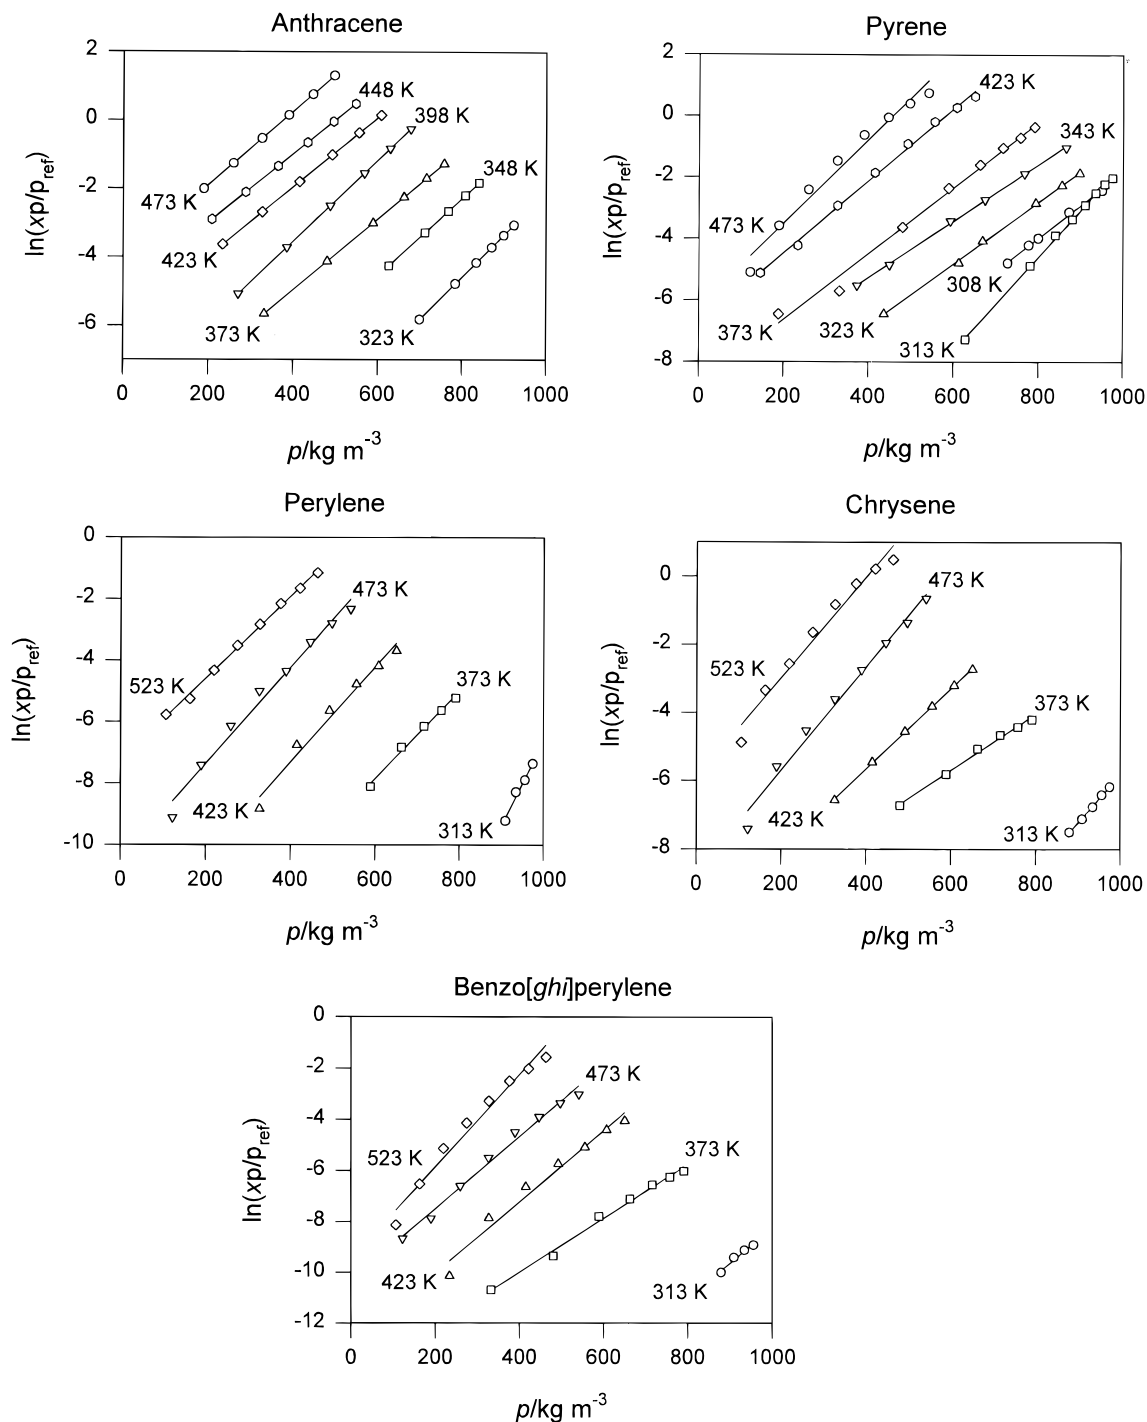 Anthracene
2
0
-2
-4
-6
ln(xp/p_ref)
448 K
398 K
348 K
473 K
423 K
373 K
323 K
0 200 400 600 800 1000
p/kg m⁻³
Pyrene
2
0
-2
-4
-6
-8
ln(xp/p_ref)
423 K
343 K
473 K
308 K
373 K
323 K
313 K
0 200 400 600 800 1000
p/kg m⁻³
Perylene
0
-2
-4
-6
-8
-10
ln(xp/p_ref)
473 K
523 K
373 K
423 K
313 K
0 200 400 600 800 1000
p/kg m⁻³
Chrysene
0
-2
-4
-6
-8
ln(xp/p_ref)
473 K
523 K
373 K
423 K
313 K
0 200 400 600 800 1000
p/kg m⁻³
Benzo[ghi]perylene
0
-2
-4
-6
-8
-10
-12
ln(xp/p_ref)
473 K
523 K
373 K
423 K
313 K
0 200 400 600 800 1000
p/kg m⁻³